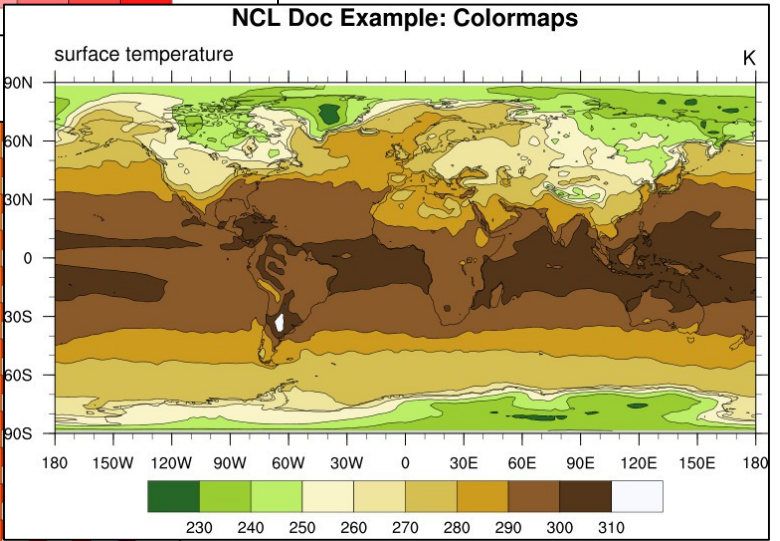 NCL Doc Example: Colormaps
surface temperature K
90N
60N
30N
0
30S
60S
90S
180 150W 120W 90W 60W 30W 0 30E 60E 90E 120E 150E 180
230 240 250 260 270 280 290 300 310